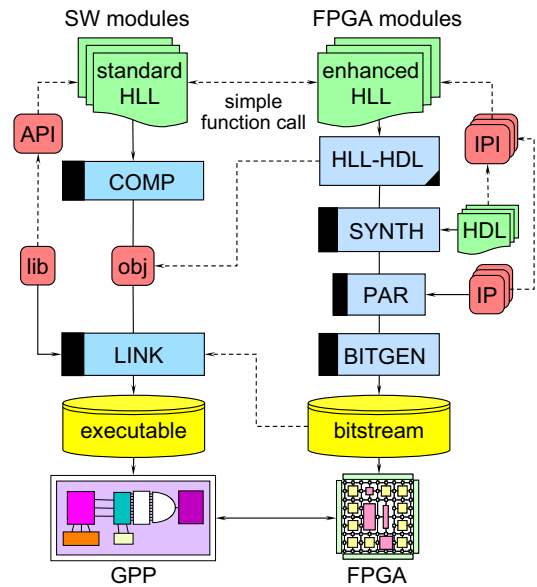 SW modules
FPGA modules
standard
HLL
enhanced
HLL
simple
function call
API
IPI
COMP
HLL-HDL
SYNTH
HDL
lib
obj
PAR
IP
LINK
BITGEN
executable
bitstream
GPP
FPGA